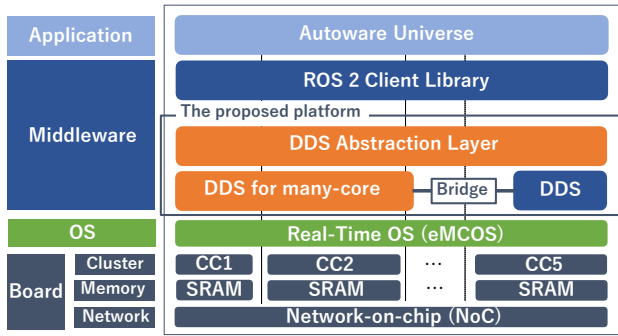 Application
Autoware Universe
Middleware
ROS 2 Client Library
The proposed platform
DDS Abstraction Layer
DDS for many-core
Bridge
DDS
OS
Real-Time OS (eMCOS)
Board
Cluster
CC1
CC2
...
CC5
Memory
SRAM
SRAM
...
SRAM
Network
Network-on-chip (NoC)